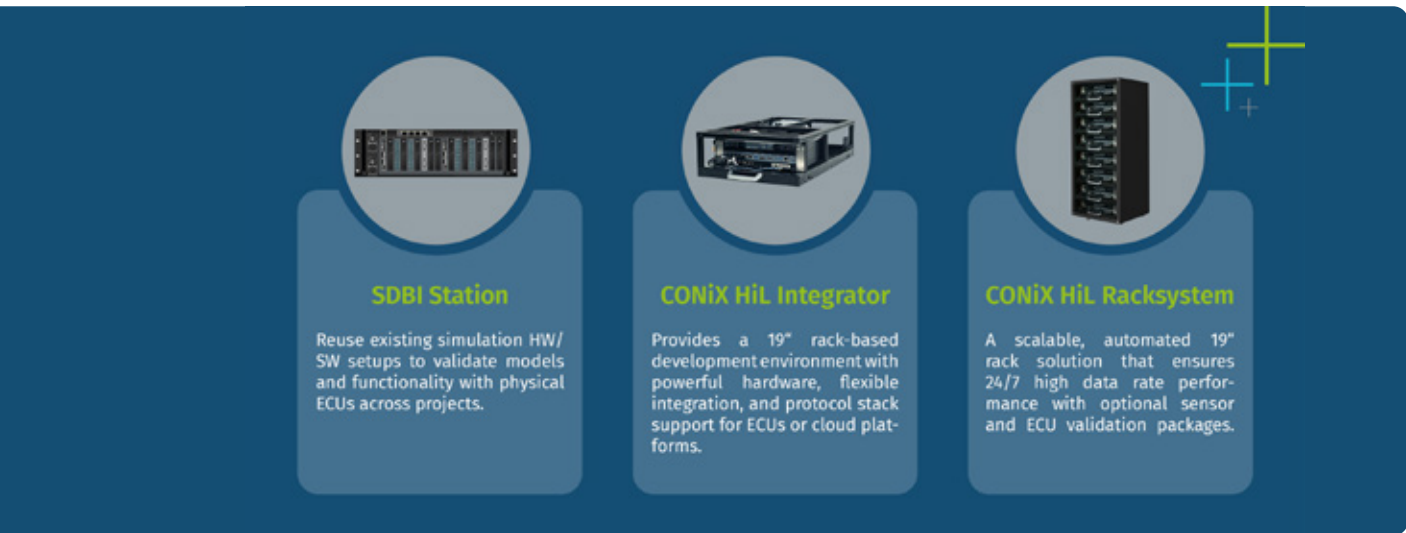 SDBI Station
Reuse existing simulation HW/
SW setups to validate models
and functionality with physical
ECUs across projects.
CONiX HiL Integrator
Provides a 19“ rack-based
development environment with
powerful hardware, flexible
integration, and protocol stack
support for ECUs or cloud plat-
forms.
CONiX HiL Racksystem
A scalable, automated 19“
rack solution that ensures
24/7 high data rate perfor-
mance with optional sensor
and ECU validation packages.